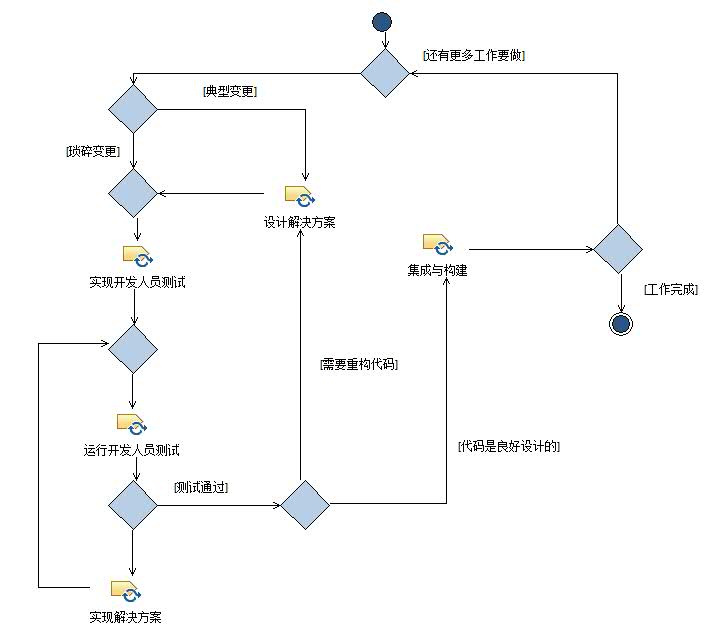 [还有更多工作要做]
[典型变更]
[琐碎变更]
设计解决方案
集成与构建
实现开发人员测试
[工作完成]
[需要重构代码]
[代码是良好设计的]
运行开发人员测试
[测试通过]
实现解决方案